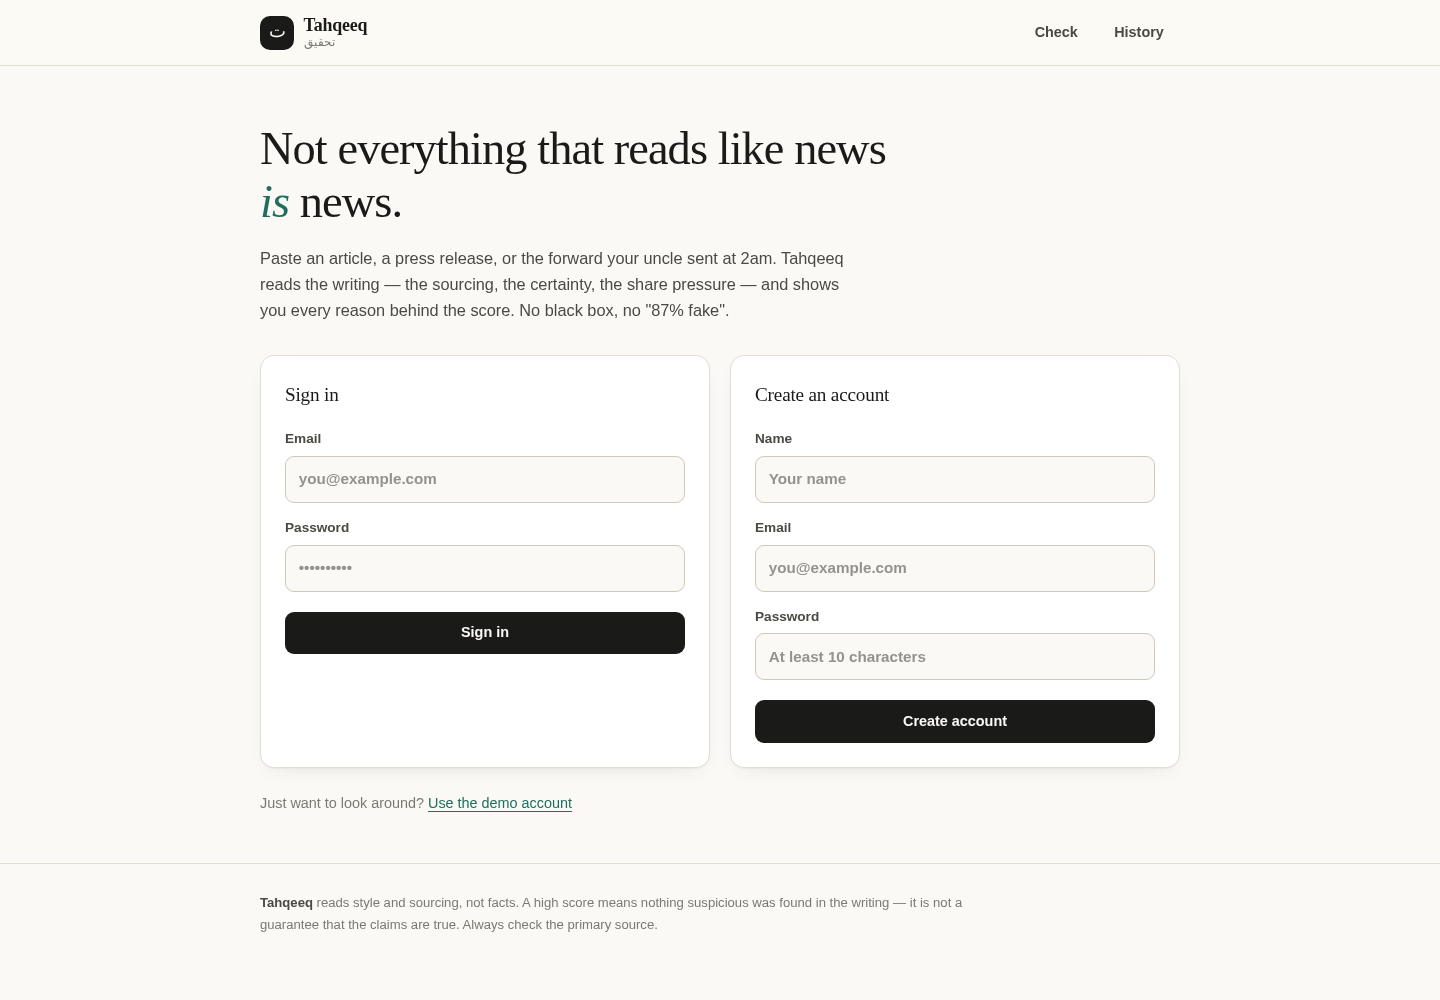 ت
Tahqeeq
تحقيق
Check
History
Not everything that reads like news
is news.
Paste an article, a press release, or the forward your uncle sent at 2am. Tahqeeq
reads the writing — the sourcing, the certainty, the share pressure — and shows
you every reason behind the score. No black box, no "87% fake".
Sign in
Email
you@example.com
Password
••••••••••
Sign in
Create an account
Name
Your name
Email
you@example.com
Password
At least 10 characters
Create account
Just want to look around? Use the demo account
Tahqeeq reads style and sourcing, not facts. A high score means nothing suspicious was found in the writing — it is not a
guarantee that the claims are true. Always check the primary source.